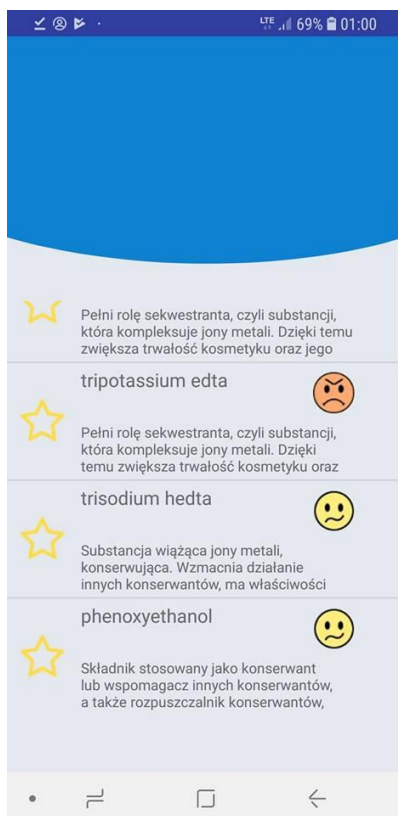 LTE 69% 01:00
Pełni rolę sekwestranta, czyli substancji,
która kompleksuje jony metali. Dzięki temu
zwiększa trwałość kosmetyku oraz jego
tripotassium edta
Pełni rolę sekwestranta, czyli substancji,
która kompleksuje jony metali. Dzięki
temu zwiększa trwałość kosmetyku oraz
trisodium hedta
Substancja wiążąca jony metali,
konserwująca. Wzmacnia działanie
innych konserwantów, ma właściwości
phenoxyethanol
Składnik stosowany jako konserwant
lub wspomagacz innych konserwantów,
a także rozpuszczalnik konserwantów,